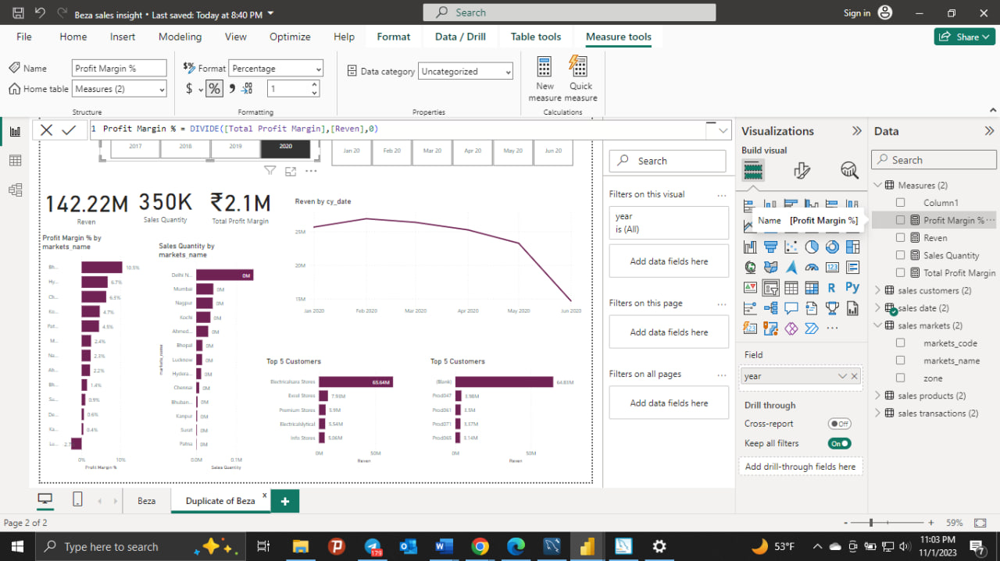 Beza sales insight • Last saved: Today at 8:40 PM
Search
Sign in
File
Home
Insert
Modeling
View
Optimize
Help
Format
Data / Drill
Table tools
Measure tools
Share
Name
Profit Margin %
Home table
Measures (2)
Structure
Format
Percentage
$
%
1
Formatting
Data category
Uncategorized
Properties
New measure
Quick measure
Calculations
1 Profit Margin % = DIVIDE([Total Profit Margin],[Reven],0)
2017
2018
2019
2020
Jan 20
Feb 20
Mar 20
Apr 20
May 20
Jun 20
142.22M
Reven
350K
Sales Quantity
₹2.1M
Total Profit Margin
Reven by cy_date
25M
20M
15M
Jan 2020
Feb 2020
Mar 2020
Apr 2020
May 2020
Jun 2020
Profit Margin % by
markets_name
Bh... 10.5%
Hy... 6.7%
Ch... 6.3%
Ko... 4.7%
Pat... 4.5%
M... 2.4%
Na... 2.3%
Ah... 2.2%
Bh... 1.4%
Su... 0.9%
De... 0.6%
Ka... 0.4%
Lu...
0%
10%
Profit Margin %
Sales Quantity by
markets_name
markets_name
Delhi N... 0M
Mumbai 0M
Nagpur 0M
Kochi 0M
Ahmed... 0M
Bhopal 0M
Lucknow 0M
Hydera... 0M
Chennai 0M
Bhuban... 0M
Kanpur 0M
Surat 0M
Patna 0M
0.0M
0.1M
Sales Quantity
Top 5 Customers
Electricalsara Stores 65.64M
Excel Stores 7.93M
Premium Stores 5.9M
Electricalslytical 5.54M
Info Stores 5.06M
0M
50M
Reven
Top 5 Customers
(Blank) 64.83M
Prod047 3.98M
Prod061 3.5M
Prod071 3.37M
Prod065 3.14M
0M
50M
Reven
Search
Filters on this visual
...
year
is (All)
Add data fields here
Filters on this page
...
Add data fields here
Filters on all pages
...
Add data fields here
Visualizations
Build visual
Name [Profit Margin %]
123
R
Py
Field
year
Drill through
Cross-report
Off
Keep all filters
On
Add drill-through fields here
Data
Search
Measures (2)
Column1
Profit Margin % ...
Reven
Sales Quantity
Total Profit Margin
sales customers (2)
sales date (2)
sales markets (2)
markets_code
markets_name
zone
sales products (2)
sales transactions (2)
Beza
Duplicate of Beza
x
+
Page 2 of 2
- + 59%
Type here to search
179
53°F
11:03 PM
11/1/2023
7